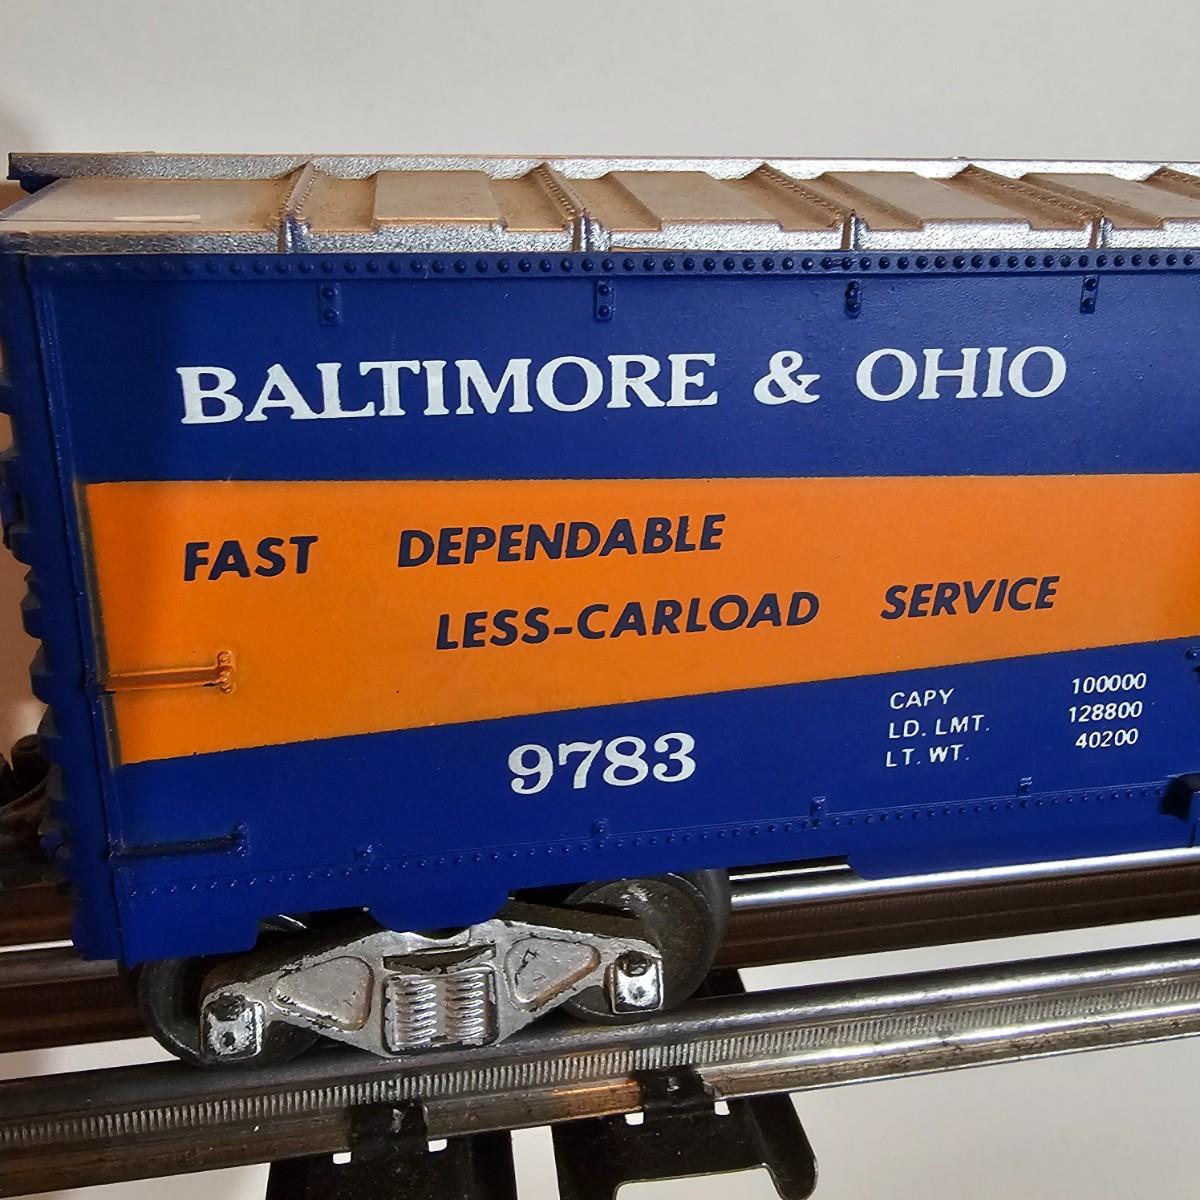 BALTIMORE & OHIO
FAST DEPENDABLE
LESS-CARLOAD SERVICE
9783
CAPY 100000
LD. LMT. 128800
LT. WT. 40200